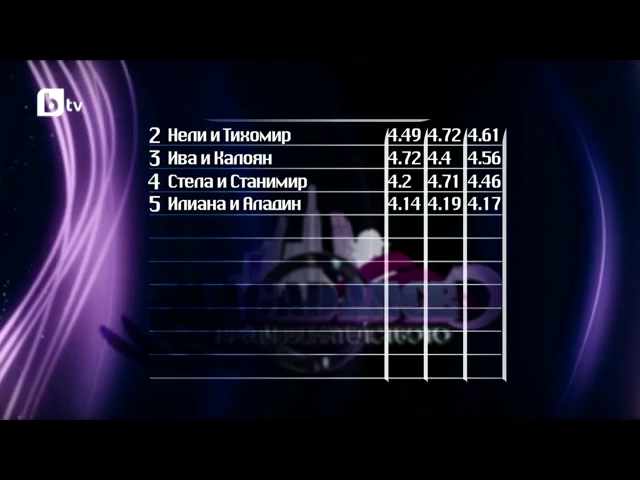 btv
2 Нели и Тихомир 4.49 4.72 4.61
3 Ива и Калоян 4.72 4.4 4.56
4 Стела и Станимир 4.2 4.71 4.46
5 Илиана и Аладин 4.14 4.19 4.17